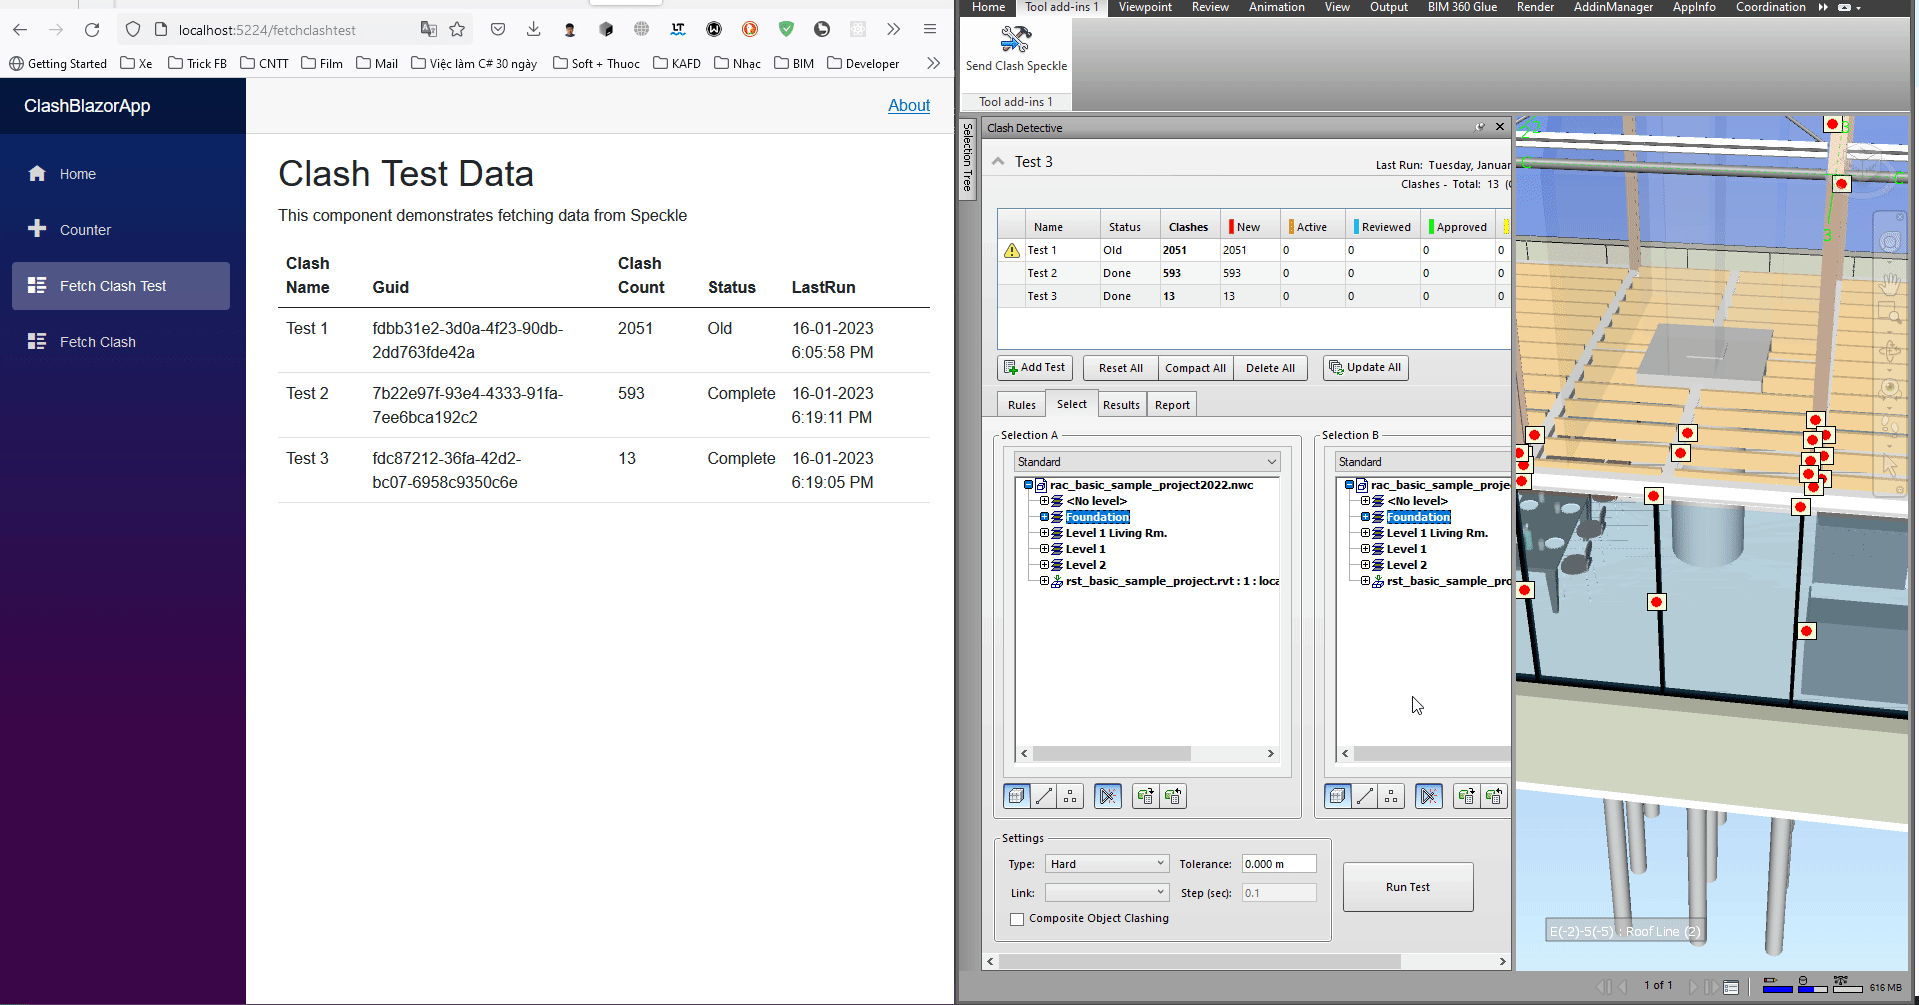 localhost:5224/fetchclashtest
Getting Started Xe Trick FB CNTT Film Mail Việc làm C# 30 ngày Soft + Thuoc KAFD Nhạc BIM Developer
ClashBlazorApp
About
Home
Counter
Fetch Clash Test
Fetch Clash
Clash Test Data
This component demonstrates fetching data from Speckle
Clash Name Guid Clash Count Status LastRun
Test 1 fdbb31e2-3d0a-4f23-90db-2dd763fde42a 2051 Old 16-01-2023 6:05:58 PM
Test 2 7b22e97f-93e4-4333-91fa-7ee6bca192c2 593 Complete 16-01-2023 6:19:11 PM
Test 3 fdc87212-36fa-42d2-bc07-6958c9350c6e 13 Complete 16-01-2023 6:19:05 PM
Home Tool add-ins 1 Viewpoint Review Animation View Output BIM 360 Glue Render AddinManager AppInfo Coordination
Send Clash Speckle
Tool add-ins 1
Selection Tree
Clash Detective
Test 3
Last Run: Tuesday, Januar
Clashes - Total: 13 (
Name Status Clashes New Active Reviewed Approved
Test 1 Old 2051 2051 0 0 0 0
Test 2 Done 593 593 0 0 0 0
Test 3 Done 13 13 0 0 0 0
Add Test Reset All Compact All Delete All Update All
Rules Select Results Report
Selection A
Standard
rac_basic_sample_project2022.nwc
<No level>
Foundation
Level 1 Living Rm.
Level 1
Level 2
rst_basic_sample_project.rvt : 1 : loca
Selection B
Standard
rac_basic_sample_proje
<No level>
Foundation
Level 1 Living Rm.
Level 1
Level 2
rst_basic_sample_pro
Settings
Type: Hard Tolerance: 0.000 m
Link: Step (sec): 0.1
Composite Object Clashing
Run Test
3
E(-2)-5(-5) : Roof Line (2)
1 of 1
616 MB